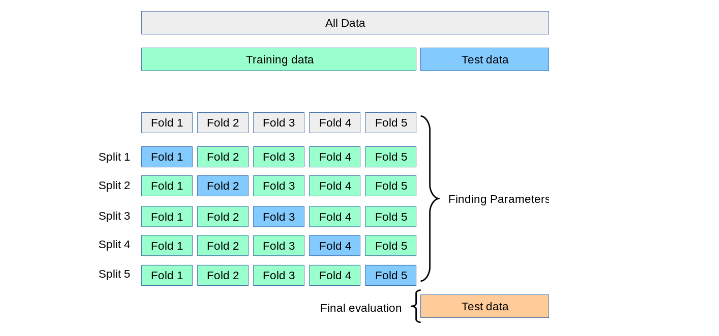 All Data
Training data Test data
Fold 1 Fold 2 Fold 3 Fold 4 Fold 5
Split 1 Fold 1 Fold 2 Fold 3 Fold 4 Fold 5
Split 2 Fold 1 Fold 2 Fold 3 Fold 4 Fold 5
Finding Parameters
Split 3 Fold 1 Fold 2 Fold 3 Fold 4 Fold 5
Split 4 Fold 1 Fold 2 Fold 3 Fold 4 Fold 5
Split 5 Fold 1 Fold 2 Fold 3 Fold 4 Fold 5
Final evaluation Test data